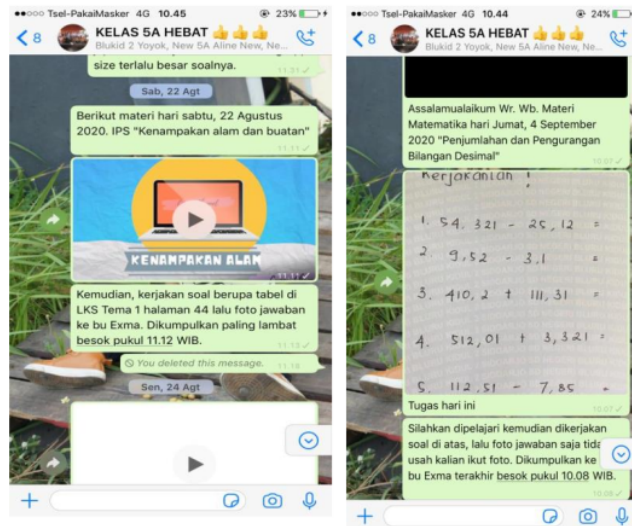 Tsel-PakaiMasker 4G 10.45 23%
8
KELAS 5A HEBAT 👍👍👍
Blukid 2 Yoyok, New 5A Aline New, Ne...
size terlalu besar soalnya.
11.21
Sab, 22 Agt
Berikut materi hari sabtu, 22 Agustus
2020. IPS "Kenampakan alam dan buatan"
11.11
KENAMPAKAN ALAM
11.11
Kemudian, kerjakan soal berupa tabel di
LKS Tema 1 halaman 44 lalu foto jawaban
ke bu Exma. Dikumpulkan paling lambat
besok pukul 11.12 WIB.
11.13
You deleted this message.
11.18
Sen, 24 Agt
Tsel-PakaiMasker 4G 10.44 24%
8
KELAS 5A HEBAT 👍👍👍
Blukid 2 Yoyok, New 5A Aline New, Ne...
Assalamualaikum Wr. Wb. Materi
Matematika hari Jumat, 4 September
2020 "Penjumlahan dan Pengurangan
Bilangan Desimal"
10.07
Kerjakanlah !
1. 54.321 - 25,12 =
2. 9,52 - 3,1 =
3. 410,2 + 111,31 =
4. 512,01 + 3,321 =
5. 112,51 - 7,85 =
Tugas hari ini
10.07
Silahkan dipelajari kemudian dikerjakan
soal di atas, lalu foto jawaban saja tida
usah kalian ikut foto. Dikumpulkan ke
bu Exma terakhir besok pukul 10.08 WIB.
10.08